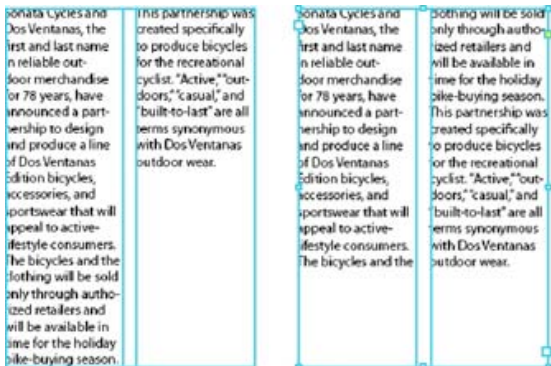 Sonata Cycles and
Dos Ventanas, the
first and last name
in reliable out-
door merchandise
for 78 years, have
announced a part-
nership to design
and produce a line
of Dos Ventanas
Edition bicycles,
accessories, and
sportswear that will
appeal to active-
lifestyle consumers.
The bicycles and the
clothing will be sold
only through autho-
rized retailers and
will be available in
time for the holiday
bike-buying season.
This partnership was
created specifically
to produce bicycles
for the recreational
cyclist. “Active,” “out-
doors,” “casual,” and
“built-to-last” are all
terms synonymous
with Dos Ventanas
outdoor wear.
Sonata Cycles and
Dos Ventanas, the
first and last name
in reliable out-
door merchandise
for 78 years, have
announced a part-
nership to design
and produce a line
of Dos Ventanas
Edition bicycles,
accessories, and
sportswear that will
appeal to active-
lifestyle consumers.
The bicycles and the
clothing will be sold
only through autho-
rized retailers and
will be available in
time for the holiday
bike-buying season.
This partnership was
created specifically
to produce bicycles
for the recreational
cyclist. “Active,” “out-
doors,” “casual,” and
“built-to-last” are all
terms synonymous
with Dos Ventanas
outdoor wear.